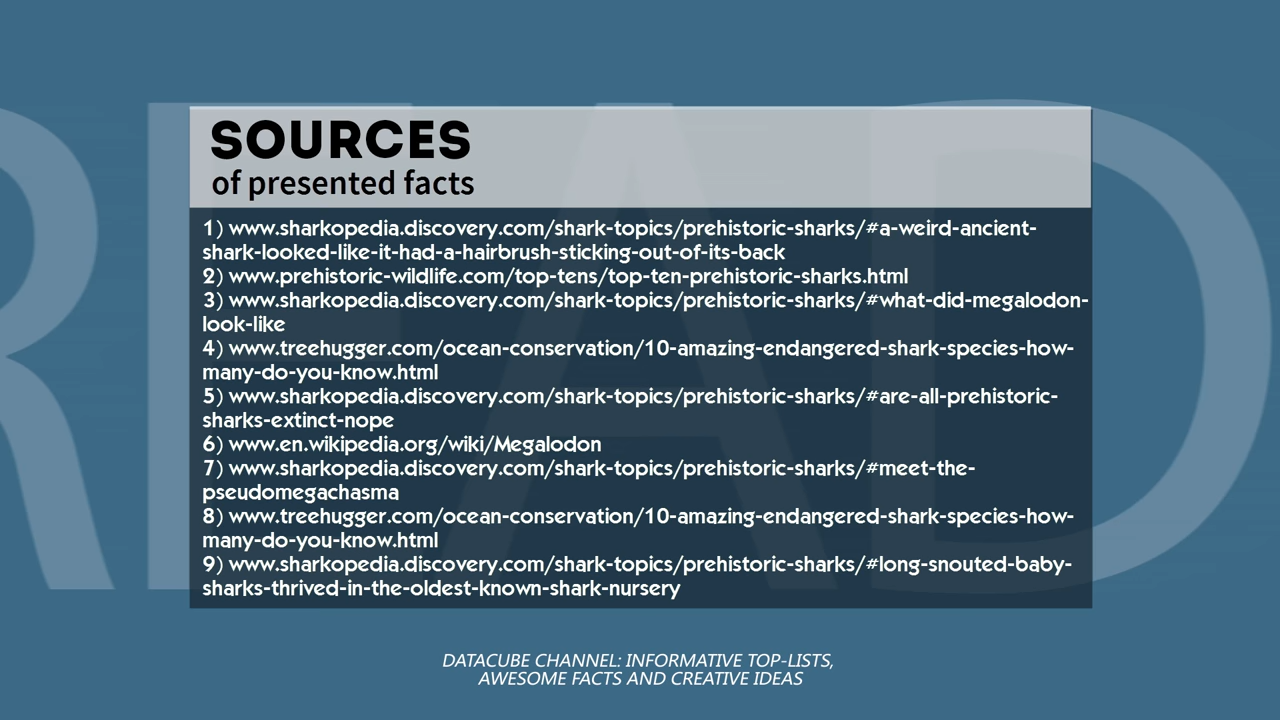 READ
SOURCES
of presented facts
1) www.sharkopedia.discovery.com/shark-topics/prehistoric-sharks/#a-weird-ancient-
shark-looked-like-it-had-a-hairbrush-sticking-out-of-its-back
2) www.prehistoric-wildlife.com/top-tens/top-ten-prehistoric-sharks.html
3) www.sharkopedia.discovery.com/shark-topics/prehistoric-sharks/#what-did-megalodon-
look-like
4) www.treehugger.com/ocean-conservation/10-amazing-endangered-shark-species-how-
many-do-you-know.html
5) www.sharkopedia.discovery.com/shark-topics/prehistoric-sharks/#are-all-prehistoric-
sharks-extinct-nope
6) www.en.wikipedia.org/wiki/Megalodon
7) www.sharkopedia.discovery.com/shark-topics/prehistoric-sharks/#meet-the-
pseudomegachasma
8) www.treehugger.com/ocean-conservation/10-amazing-endangered-shark-species-how-
many-do-you-know.html
9) www.sharkopedia.discovery.com/shark-topics/prehistoric-sharks/#long-snouted-baby-
sharks-thrived-in-the-oldest-known-shark-nursery
DATACUBE CHANNEL: INFORMATIVE TOP-LISTS,
AWESOME FACTS AND CREATIVE IDEAS